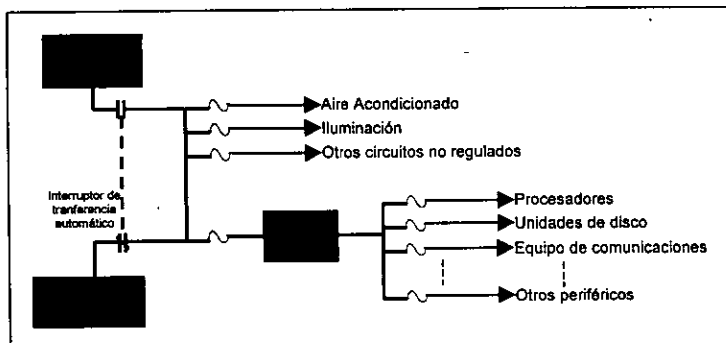 Aire Acondicionado
Iluminación
Otros circuitos no regulados
Interruptor de
tranferencia
automático
Procesadores
Unidades de disco
Equipo de comunicaciones
Otros periféricos